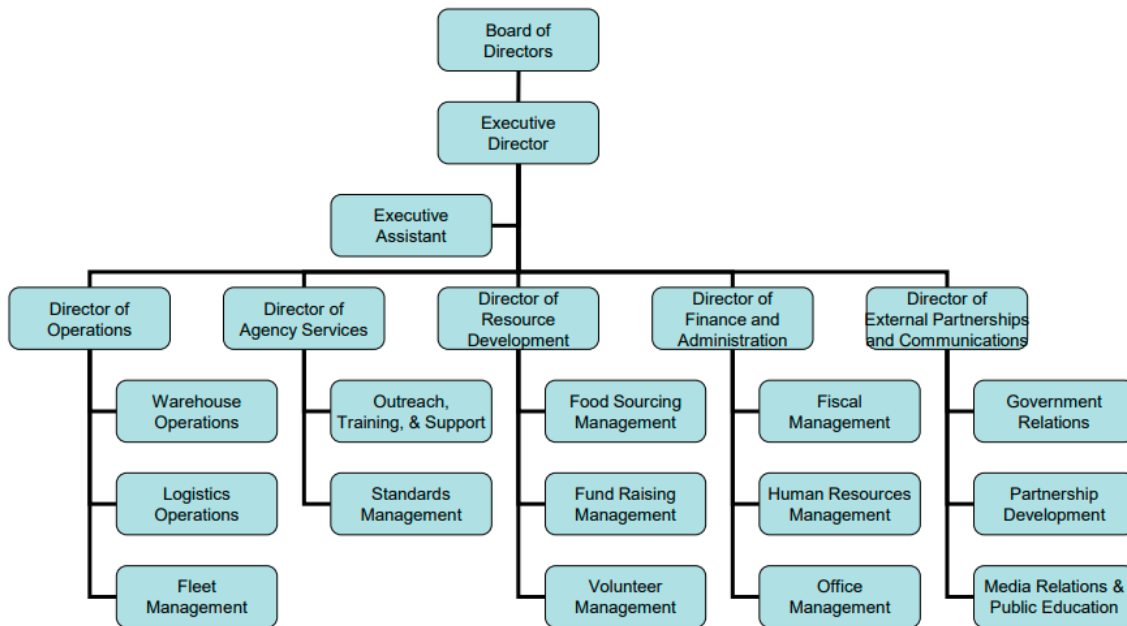 Board of
Directors
Executive
Director
Executive
Assistant
Director of
Operations
Director of
Agency Services
Director of
Resource
Development
Director of
Finance and
Administration
Director of
External Partnerships
and Communications
Warehouse
Operations
Outreach,
Training, & Support
Food Sourcing
Management
Fiscal
Management
Government
Relations
Logistics
Operations
Standards
Management
Fund Raising
Management
Human Resources
Management
Partnership
Development
Fleet
Management
Volunteer
Management
Office
Management
Media Relations &
Public Education